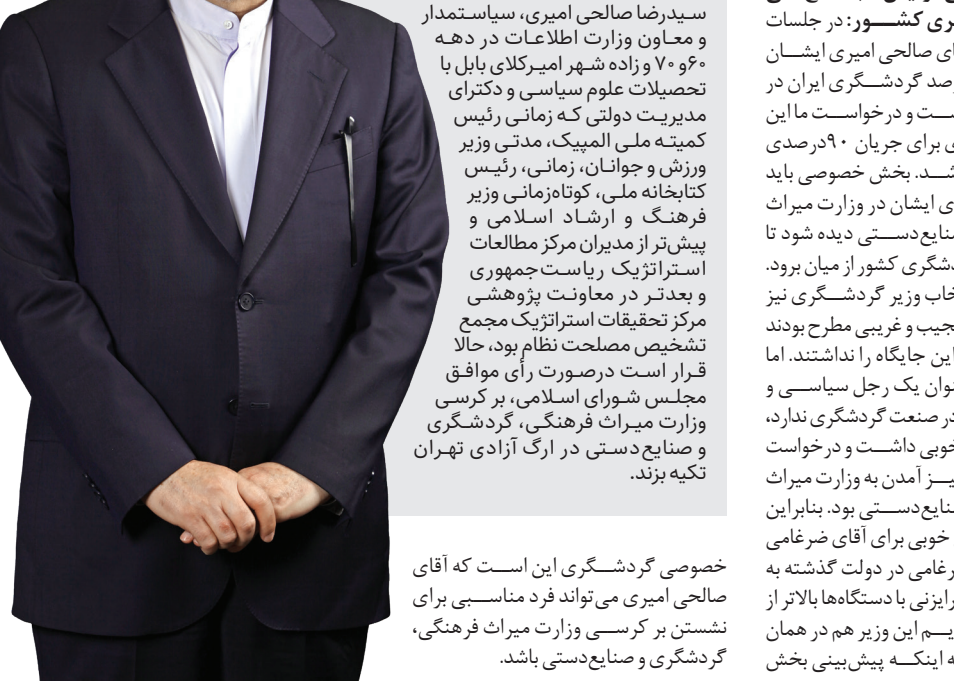 ری کشور: در جلسات
ای صالحی امیری ایشان
رصد گردشگری ایران در
ست و درخواست ما این
ی برای جریان ۹۰درصدی
شد. بخش خصوصی باید
ی ایشان در وزارت میراث
نایع‌دستی دیده شود تا
دشگری کشور از میان برود.
خاب وزیر گردشگری نیز
جیب و غریبی مطرح بودند
این جایگاه را نداشتند. اما
نوان یک رجل سیاسی و
در صنعت گردشگری ندارد،
خوبی داشت و درخواست
یز آمدن به وزارت میراث
نایع‌دستی بود. بنابراین
خوبی برای آقای ضرغامی
رغامی در دولت گذشته به
رایزنی با دستگاه‌ها بالاتر از
یم این وزیر هم در همان
ه اینکه پیش‌بینی بخش
سیدرضا صالحی امیری، سیاستمدار
و معاون وزارت اطلاعات در دهه
۶۰و ۷۰ و زاده شهر امیرکلای بابل با
تحصیلات علوم سیاسی و دکترای
مدیریت دولتی که زمانی رئیس
کمیته ملی المپیک، مدتی وزیر
ورزش و جوانان، زمانی، رئیس
کتابخانه ملی، کوتاه‌زمانی وزیر
فرهنگ و ارشاد اسلامی و
پیش‌تر از مدیران مرکز مطالعات
استراتژیک ریاست‌جمهوری
و بعدتر در معاونت پژوهشی
مرکز تحقیقات استراتژیک مجمع
تشخیص مصلحت نظام بود، حالا
قرار است درصورت رأی موافق
مجلس شورای اسلامی، بر کرسی
وزارت میراث فرهنگی، گردشگری
و صنایع‌دستی در ارگ آزادی تهران
تکیه بزند.
خصوصی گردشگری این است که آقای
صالحی امیری می‌تواند فرد مناسبی برای
نشستن بر کرسی وزارت میراث فرهنگی،
گردشگری و صنایع‌دستی باشد.